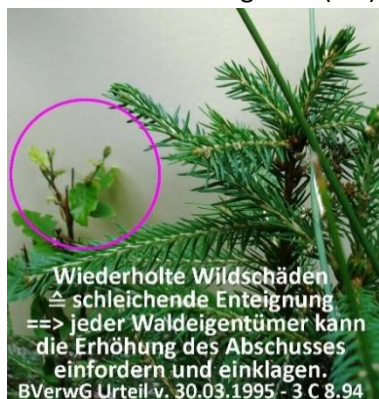 Wiederholte Wildschäden
≙ schleichende Enteignung
==> jeder Waldeigentümer kann
die Erhöhung des Abschusses
einfordern und einklagen.
BVerwG Urteil v. 30.03.1995 - 3 C 8.94